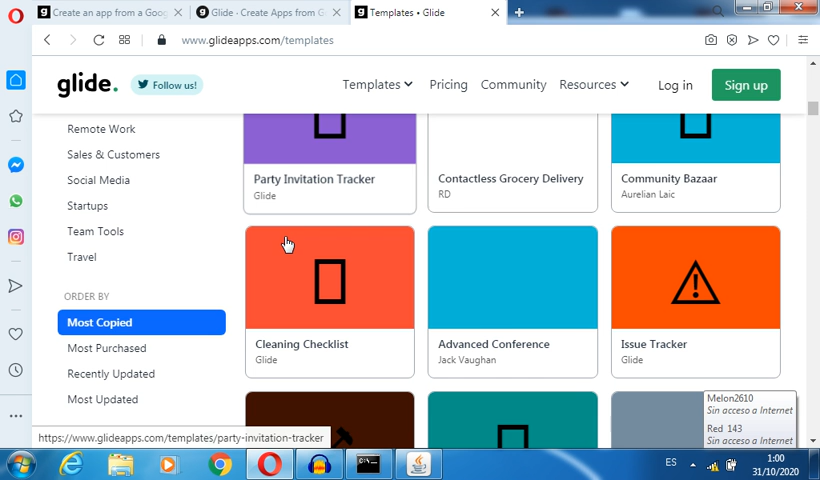 Create an app from a Goog
Glide - Create Apps from G
Templates • Glide
www.glideapps.com/templates
glide.
Follow us!
Templates
Pricing
Community
Resources
Log in
Sign up
Remote Work
Sales & Customers
Social Media
Startups
Team Tools
Travel
ORDER BY
Most Copied
Most Purchased
Recently Updated
Most Updated
Party Invitation Tracker
Glide
Contactless Grocery Delivery
RD
Community Bazaar
Aurelian Laic
Cleaning Checklist
Glide
Advanced Conference
Jack Vaughan
Issue Tracker
Glide
Melon2610
Sin acceso a Internet
Red 143
Sin acceso a Internet
https://www.glideapps.com/templates/party-invitation-tracker
ES
1:00
31/10/2020